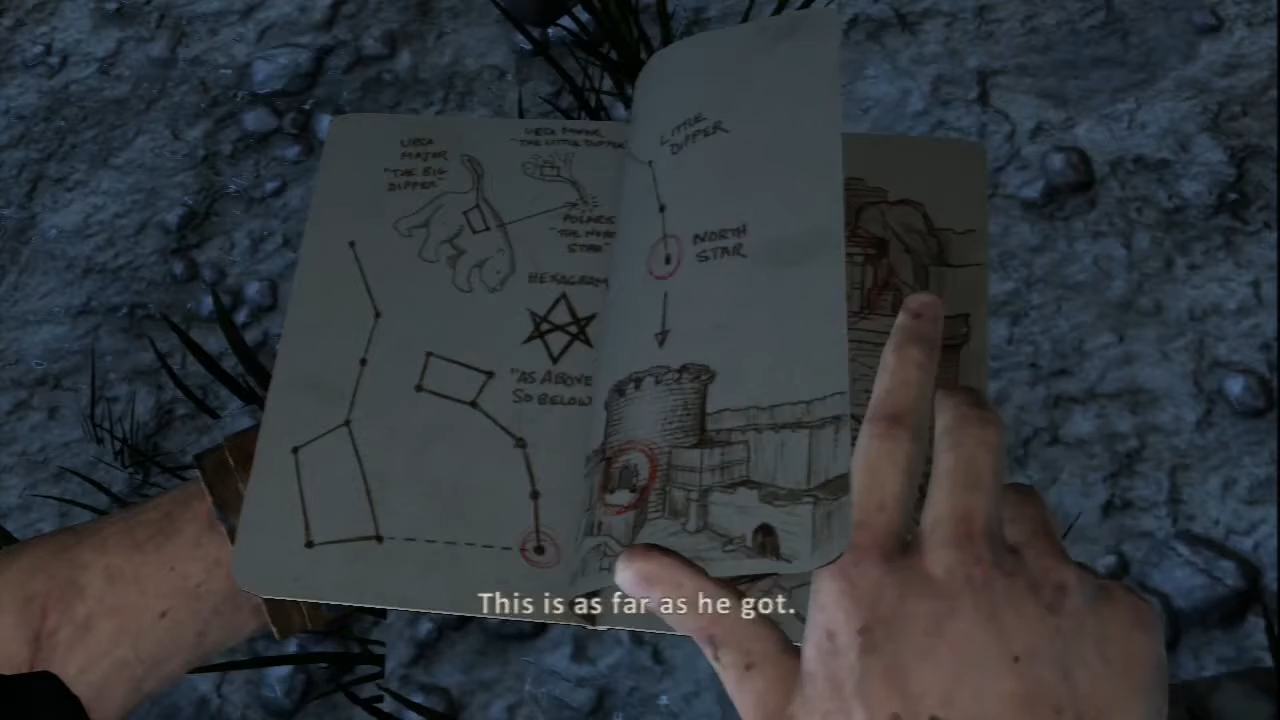 URSA
MAJOR
"THE BIG
DIPPER"
URSA MINOR
"THE LITTLE DIPPER
POLARIS
"THE NORTH
STAR"
HEXAGRAM
"AS ABOVE
SO BELOW
LITTLE
DIPPER
NORTH
STAR
This is as far as he got.